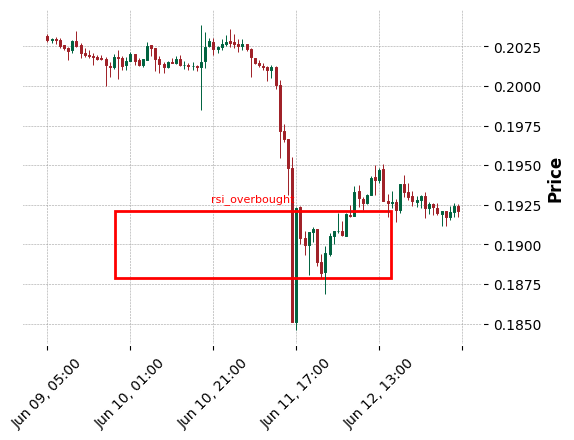 rsi_overbought
0.2025
0.2000
0.1975
0.1950
0.1925
0.1900
0.1875
0.1850
Price
Jun 09, 05:00
Jun 10, 01:00
Jun 10, 21:00
Jun 11, 17:00
Jun 12, 13:00